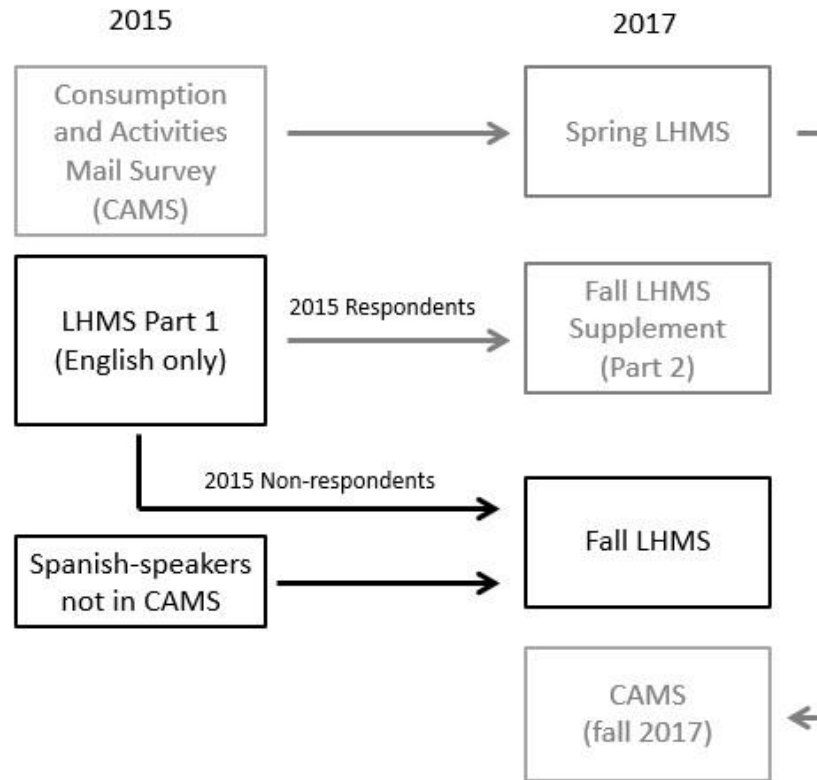 2015
2017
Consumption
and Activities
Mail Survey
(CAMS)
Spring LHMS
LHMS Part 1
(English only)
2015 Respondents
Fall LHMS
Supplement
(Part 2)
2015 Non-respondents
Fall LHMS
Spanish-speakers
not in CAMS
CAMS
(fall 2017)